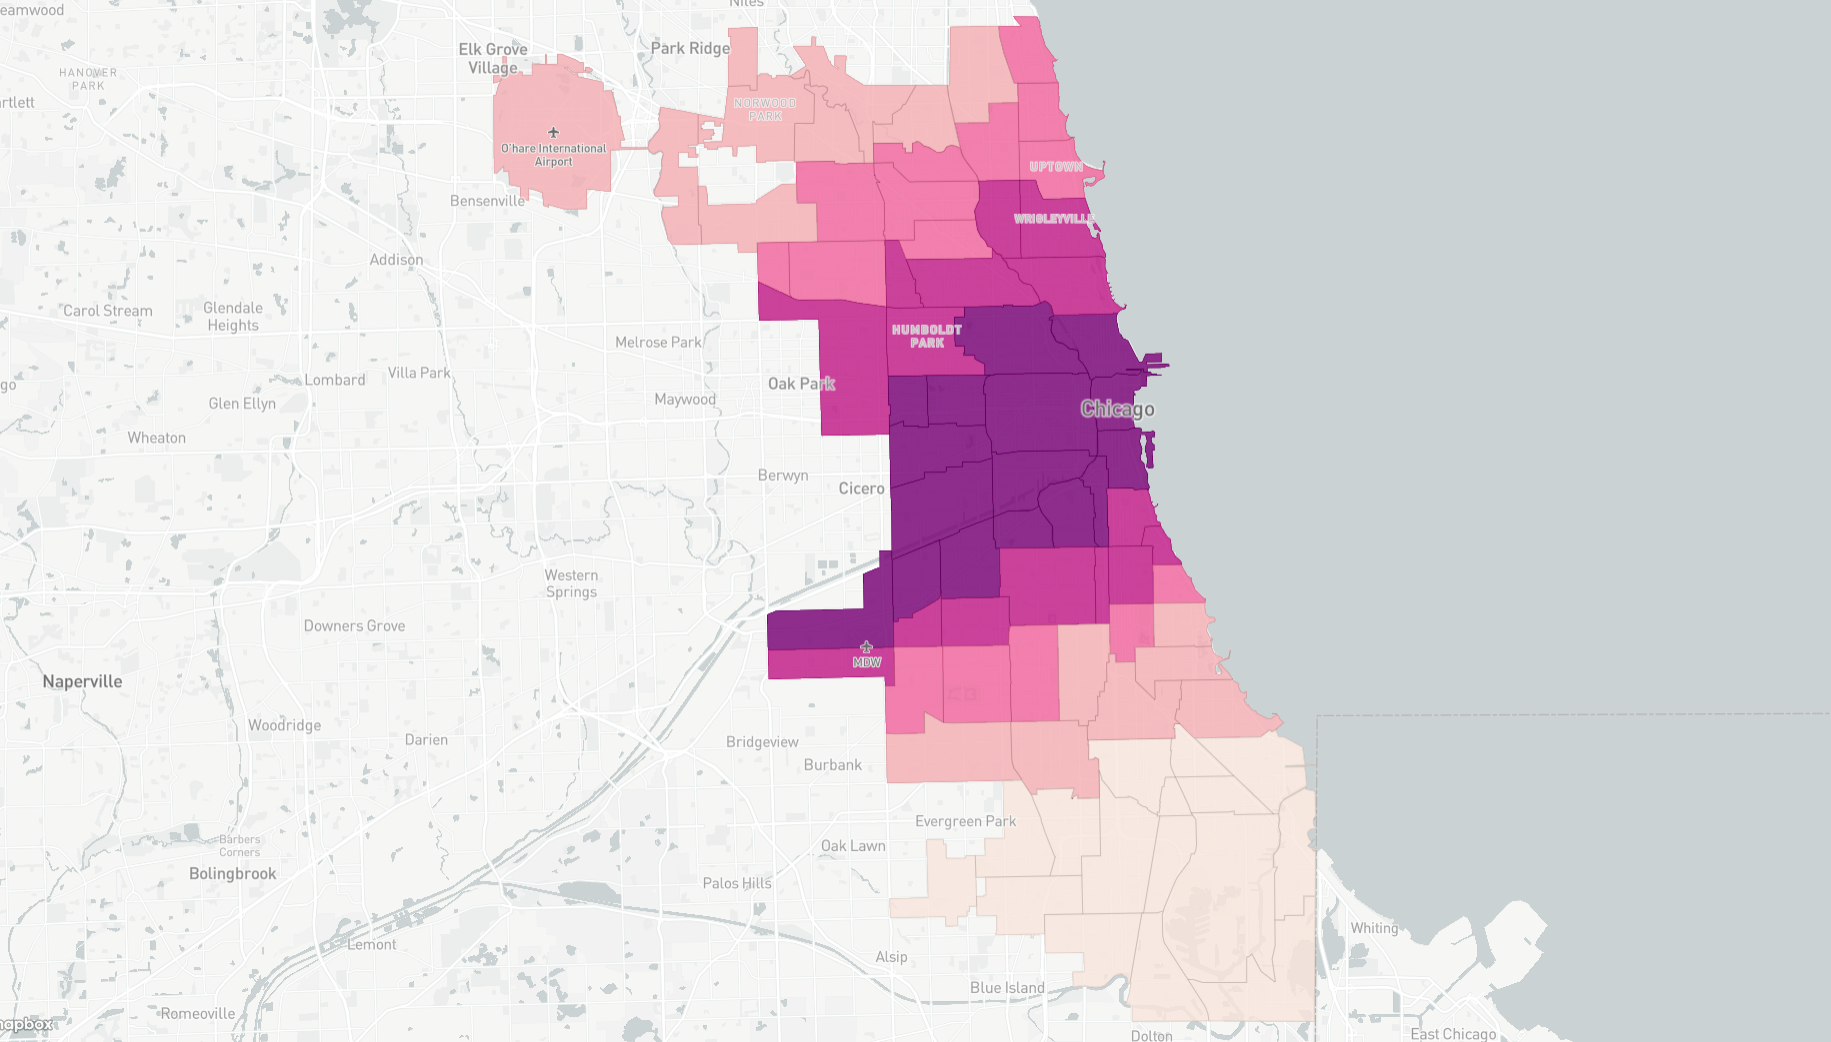 Niles
eamwood
Elk Grove
Village
Park Ridge
HANOVER
PARK
artlett
NORWOOD
PARK
O'hare International
Airport
UPTOWN
Bensenville
WRIGLEYVILLE
Addison
Carol Stream
Glendale
Heights
HUMBOLDT
PARK
Melrose Park
Villa Park
Lombard
go
Oak Park
Glen Ellyn
Maywood
Chicago
Wheaton
Berwyn
Cicero
Western
Springs
Downers Grove
MDW
Naperville
Woodridge
Darien
Bridgeview
Burbank
Evergreen Park
Oak Lawn
Barbers
Corners
Bolingbrook
Palos Hills
Whiting
Lemont
Alsip
Blue Island
Romeoville
mapbox
Dolton
East Chicago